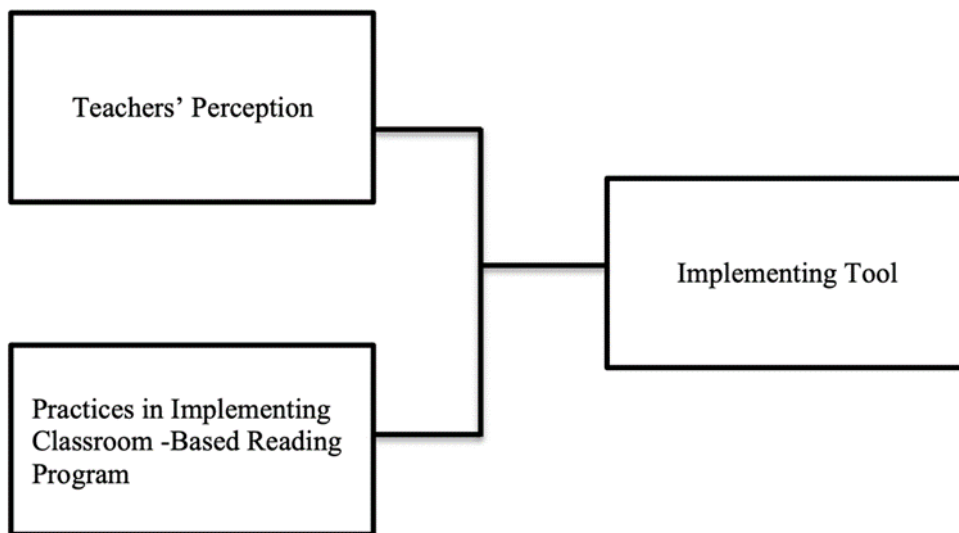 Teachers’ Perception
Implementing Tool
Practices in Implementing
Classroom -Based Reading
Program